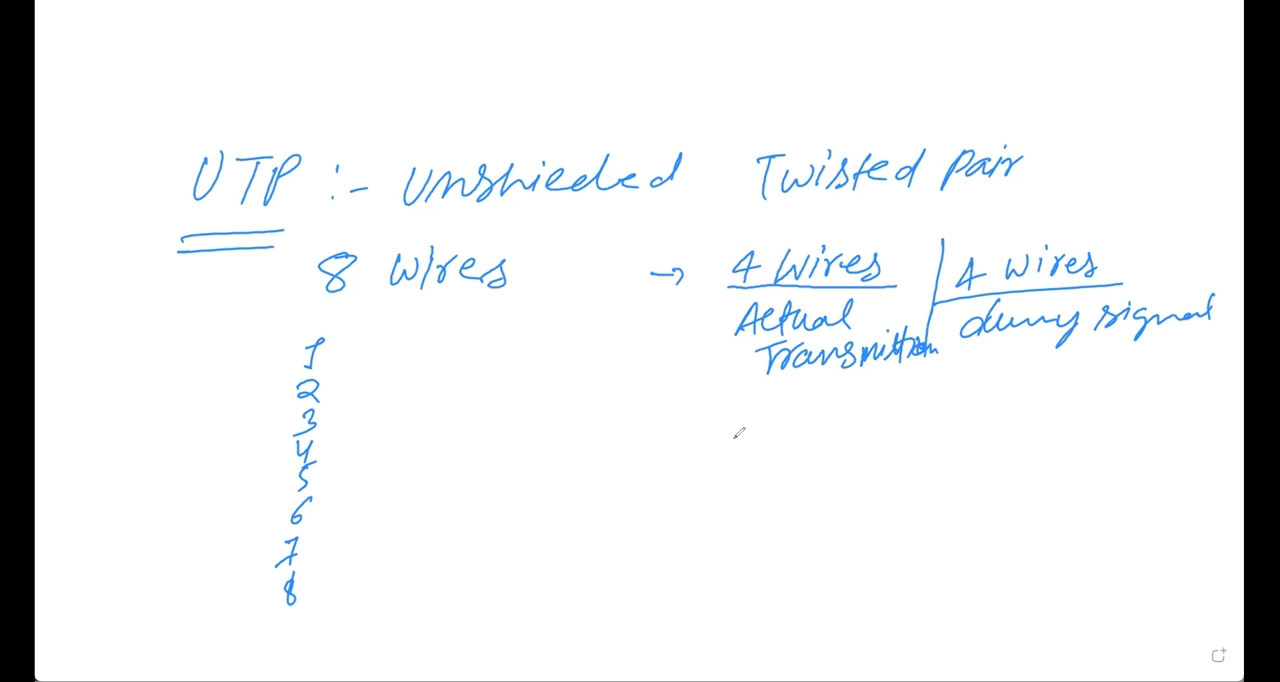 UTP :- Unshieded Twisted Pair
8 Wires → 4 Wires | 4 wires
Actual Transmittion dumy signal
1
2
3
4
5
6
7
8